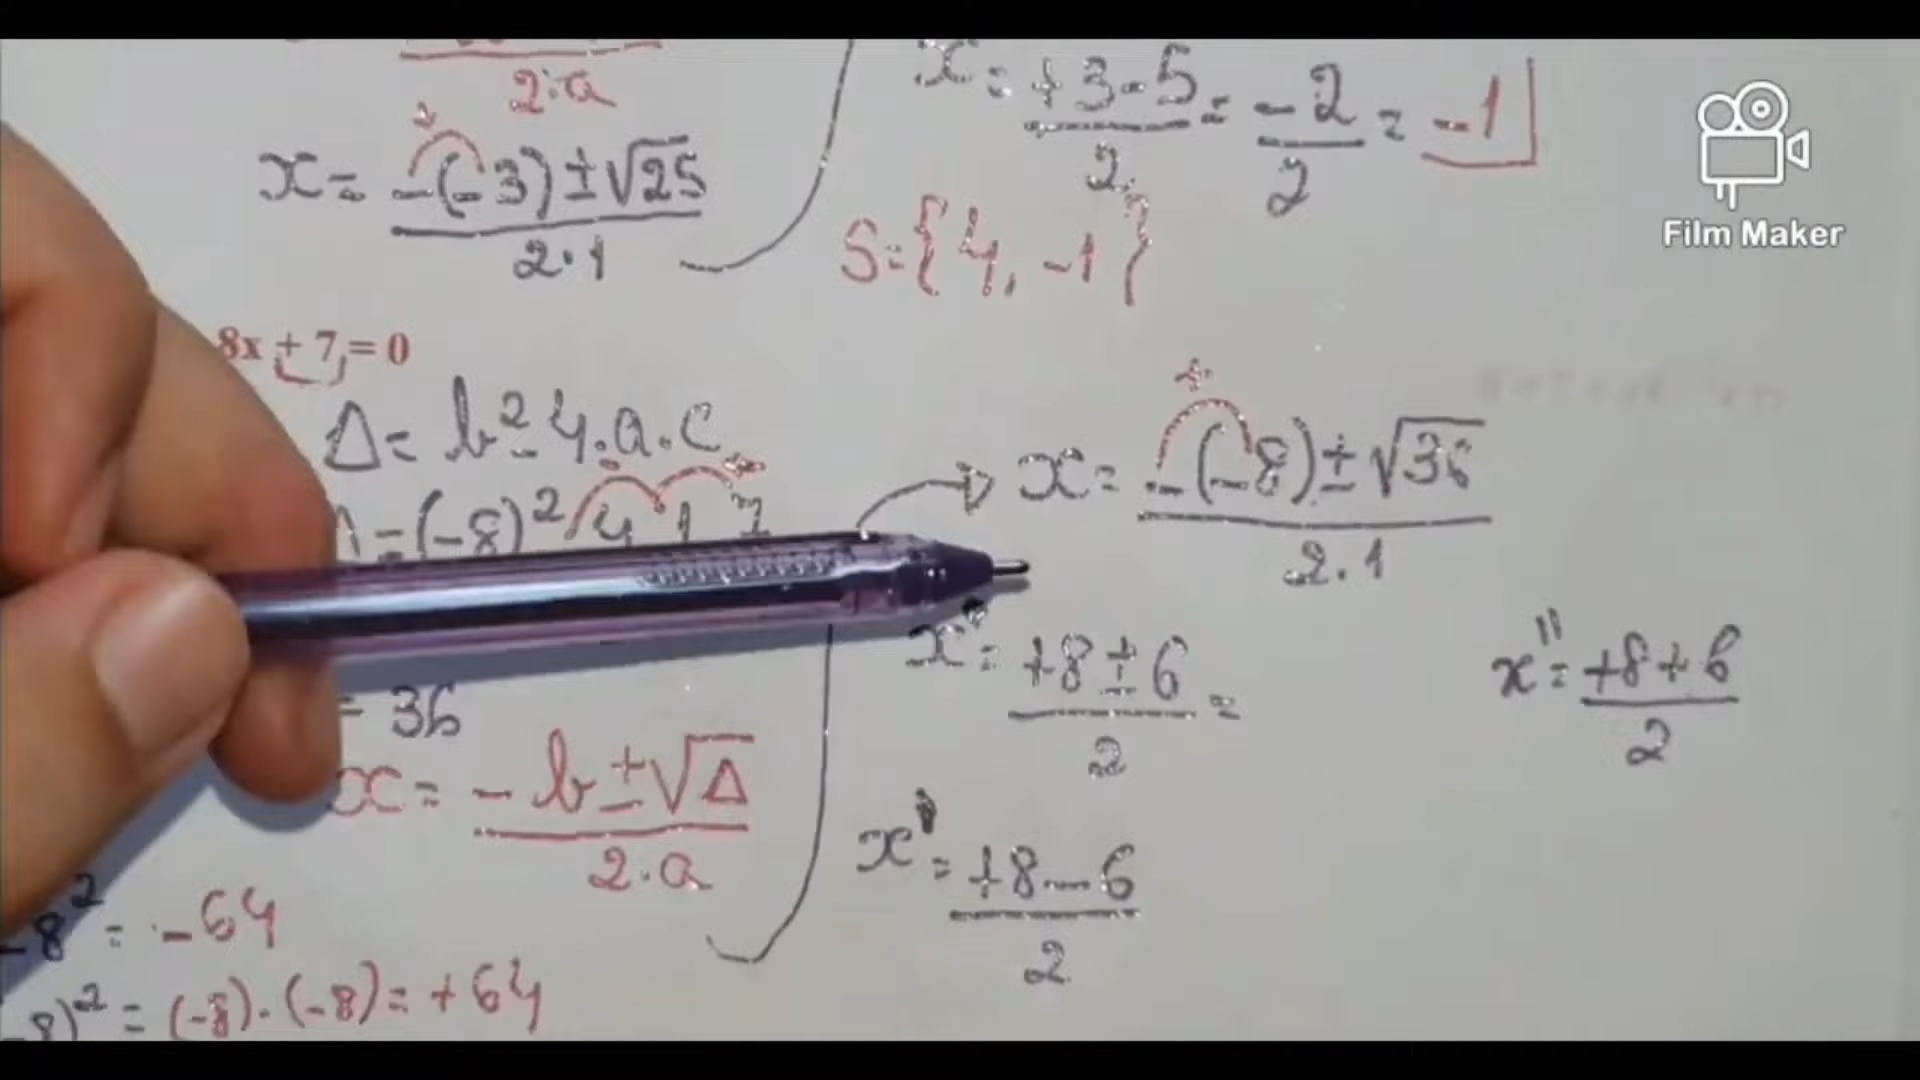 2.a
x = -(-3) ± √25
2.1
x = +3-5 = -2 = -1
2 2
S = {4, -1}
8x + 7 = 0
Δ = b² - 4.a.c
Δ = (-8)² 4 1 7
= 36
x = -b ± √Δ
2.a
-8² = -64
8)² = (-8).(-8) = +64
x = -(-8) ± √36
2.1
x = +8 ± 6 =
2
x' = +8 - 6
2
x" = +8 + 6
2
Film Maker